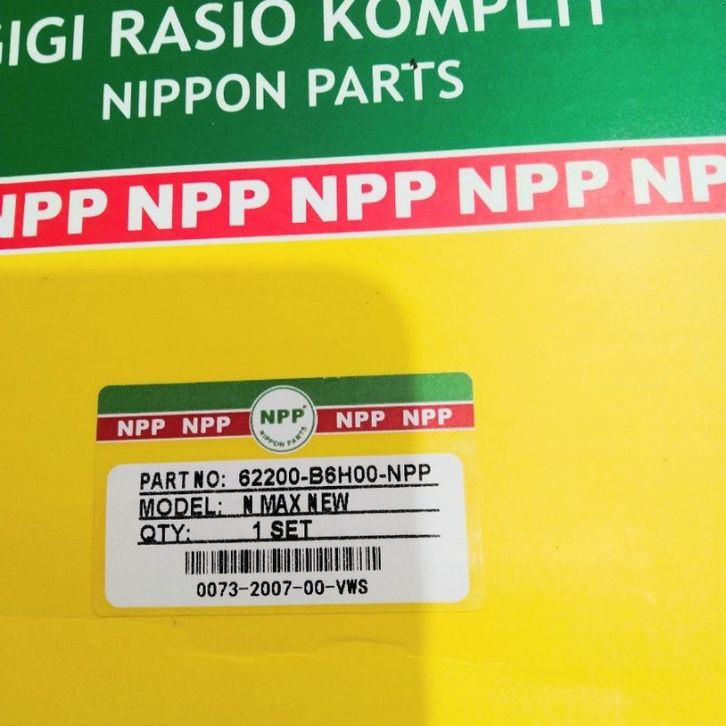 GIGI RASIO KOMPLIT
NIPPON PARTS
NPP NPP NPP NPP NP
NPP NPP NPP NPP NPP
NIPPON PARTS
PART NO: 62200-B6H00-NPP
MODEL: N MAX NEW
QTY: 1 SET
0073-2007-00-VWS